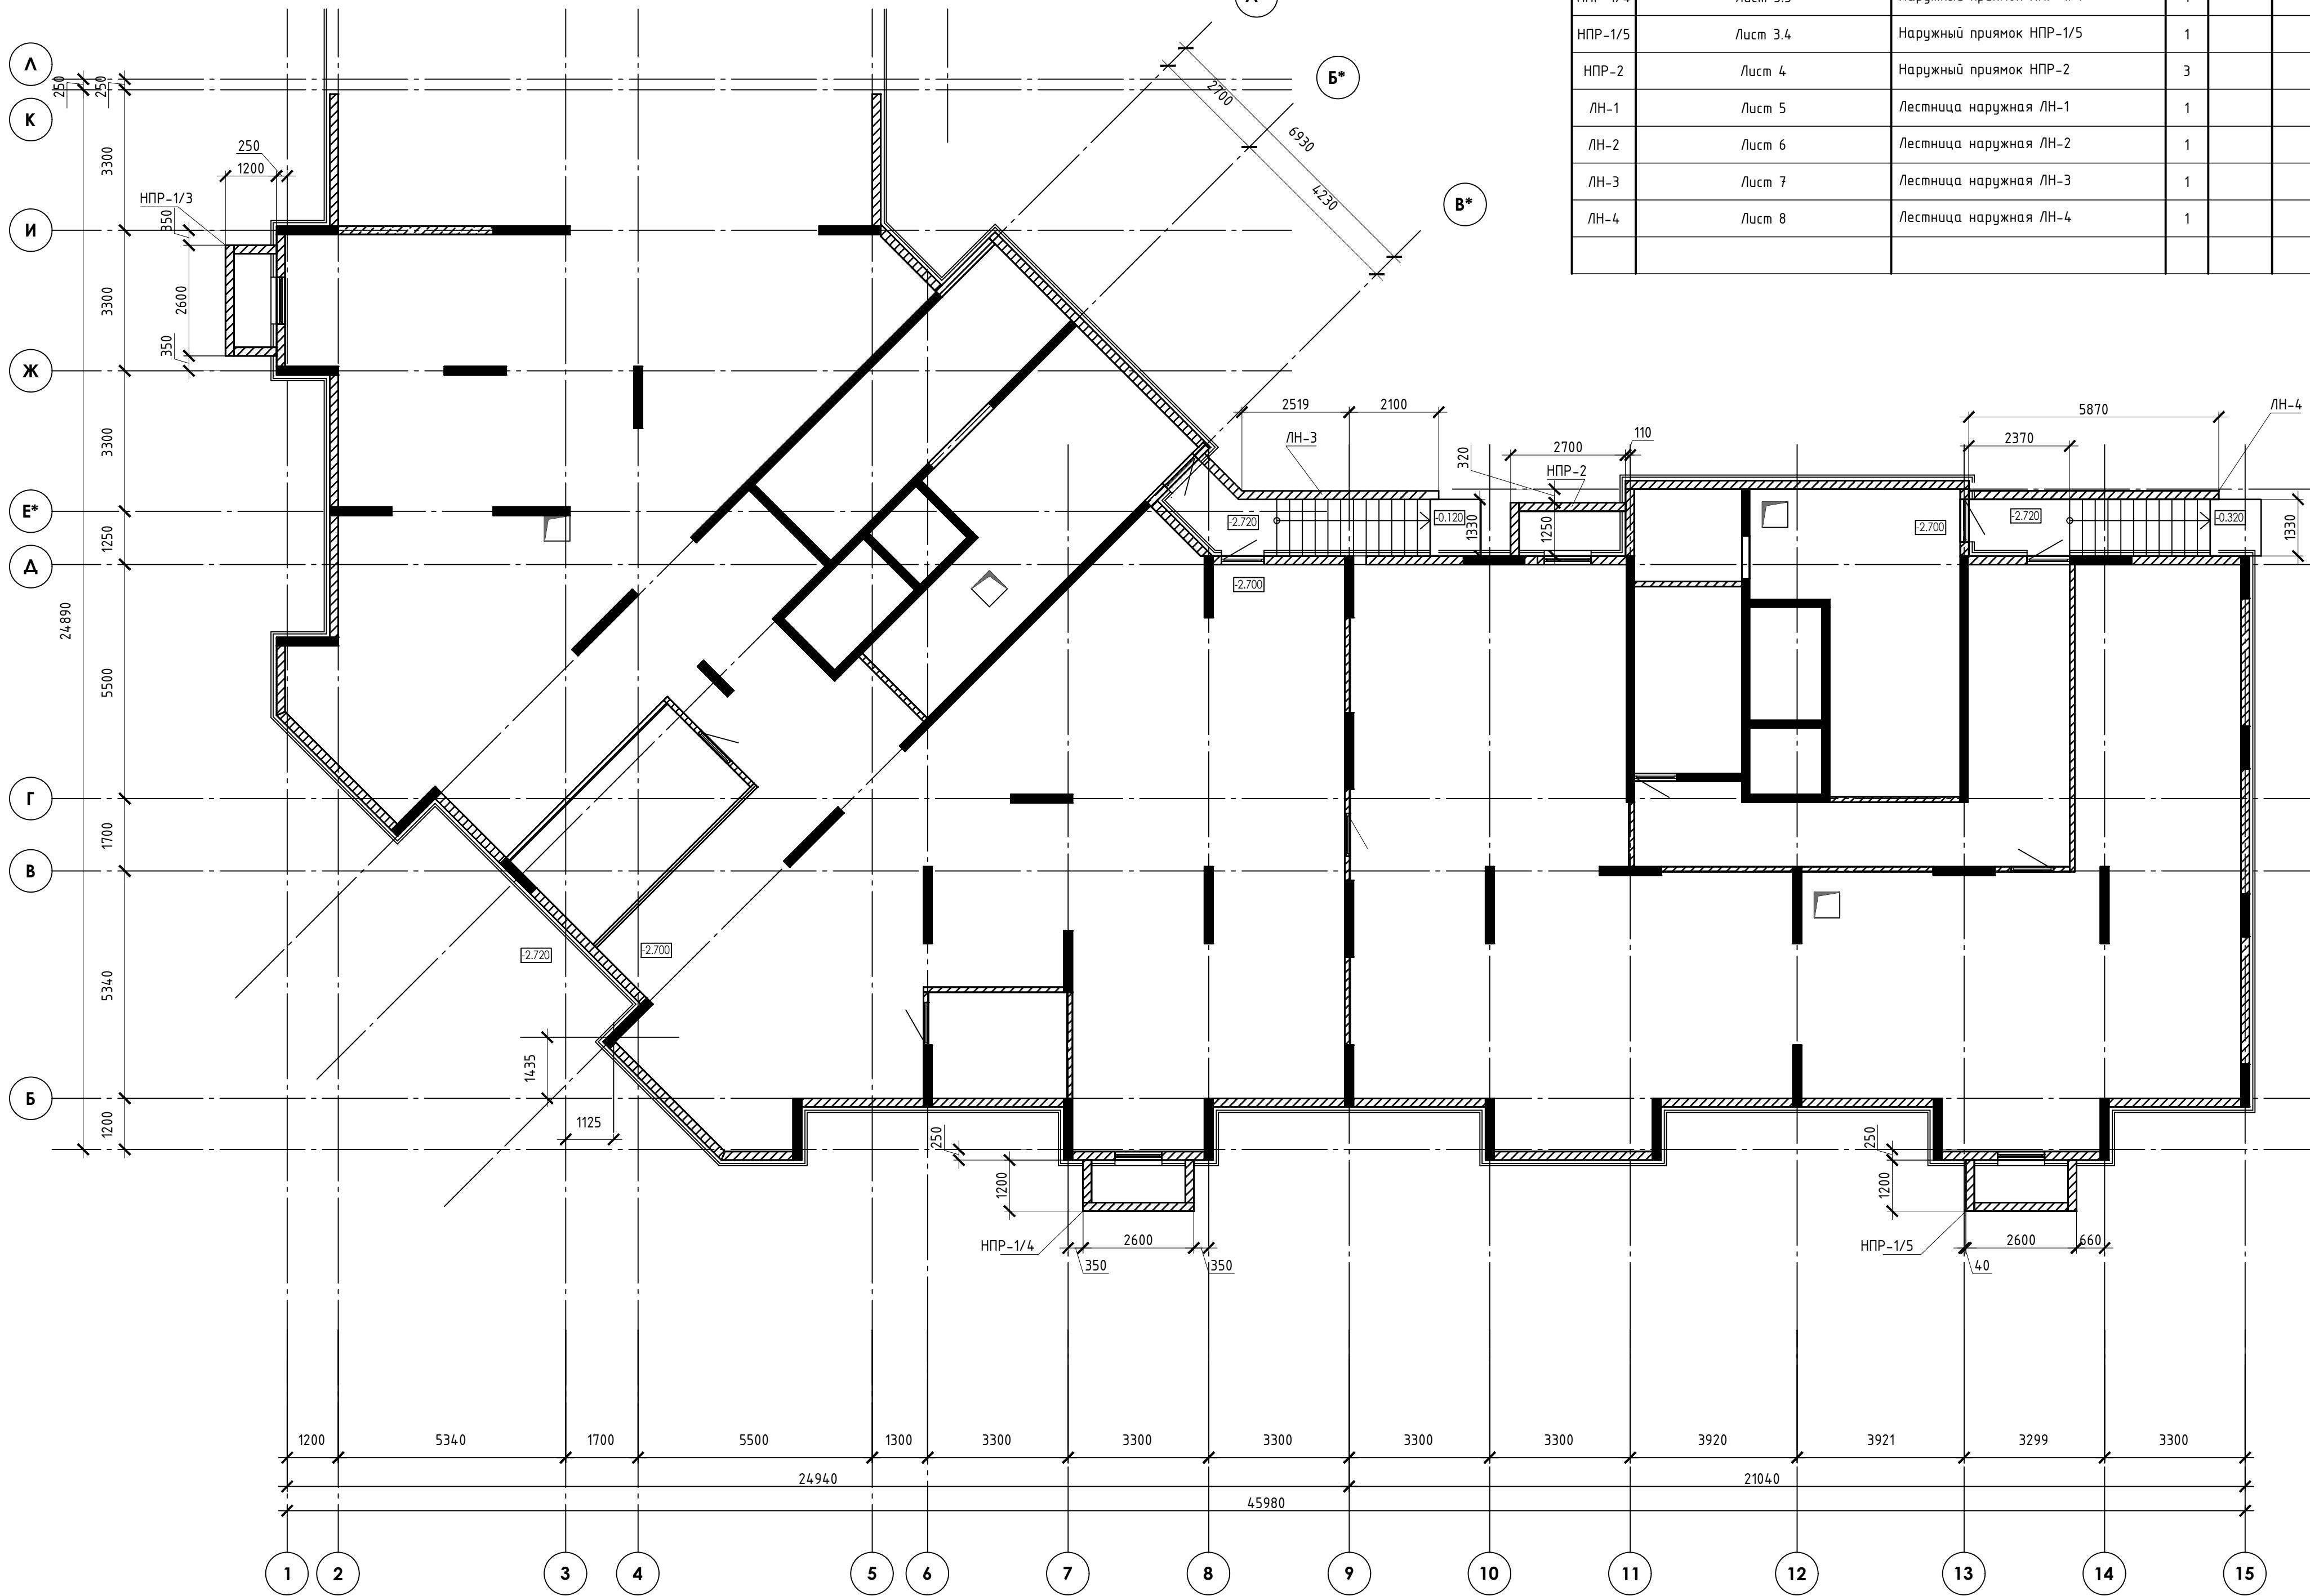 Б*
В*
НПР-1/5 Лист 3.4 Наружный приямок НПР-1/5 1
НПР-2 Лист 4 Наружный приямок НПР-2 3
ЛН-1 Лист 5 Лестница наружная ЛН-1 1
ЛН-2 Лист 6 Лестница наружная ЛН-2 1
ЛН-3 Лист 7 Лестница наружная ЛН-3 1
ЛН-4 Лист 8 Лестница наружная ЛН-4 1
Л
К
И
Ж
Е*
Д
Г
В
Б
250
250
3300
3300
3300
1250
5500
1700
5340
1200
24890
250
1200
НПР-1/3
350
2600
350
2700
6930
4230
2519
2100
ЛН-3
320
2700
110
НПР-2
5870
ЛН-4
2370
-2.720
-0.120
1330
1250
-2.700
-2.720
-0.320
1330
-2.700
-2.720
-2.700
1435
1125
250
1200
НПР-1/4
2600
350
350
250
1200
НПР-1/5
2600
660
40
1200 5340 1700 5500 1300 3300 3300 3300 3300 3300 3920 3921 3299 3300
24940 21040
45980
1 2 3 4 5 6 7 8 9 10 11 12 13 14 15